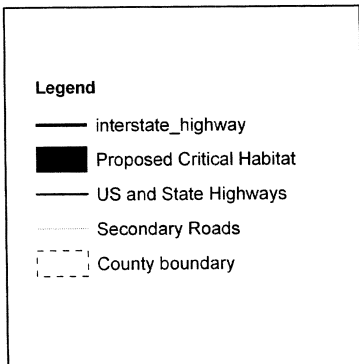 Legend
interstate_highway
Proposed Critical Habitat
US and State Highways
Secondary Roads
County boundary